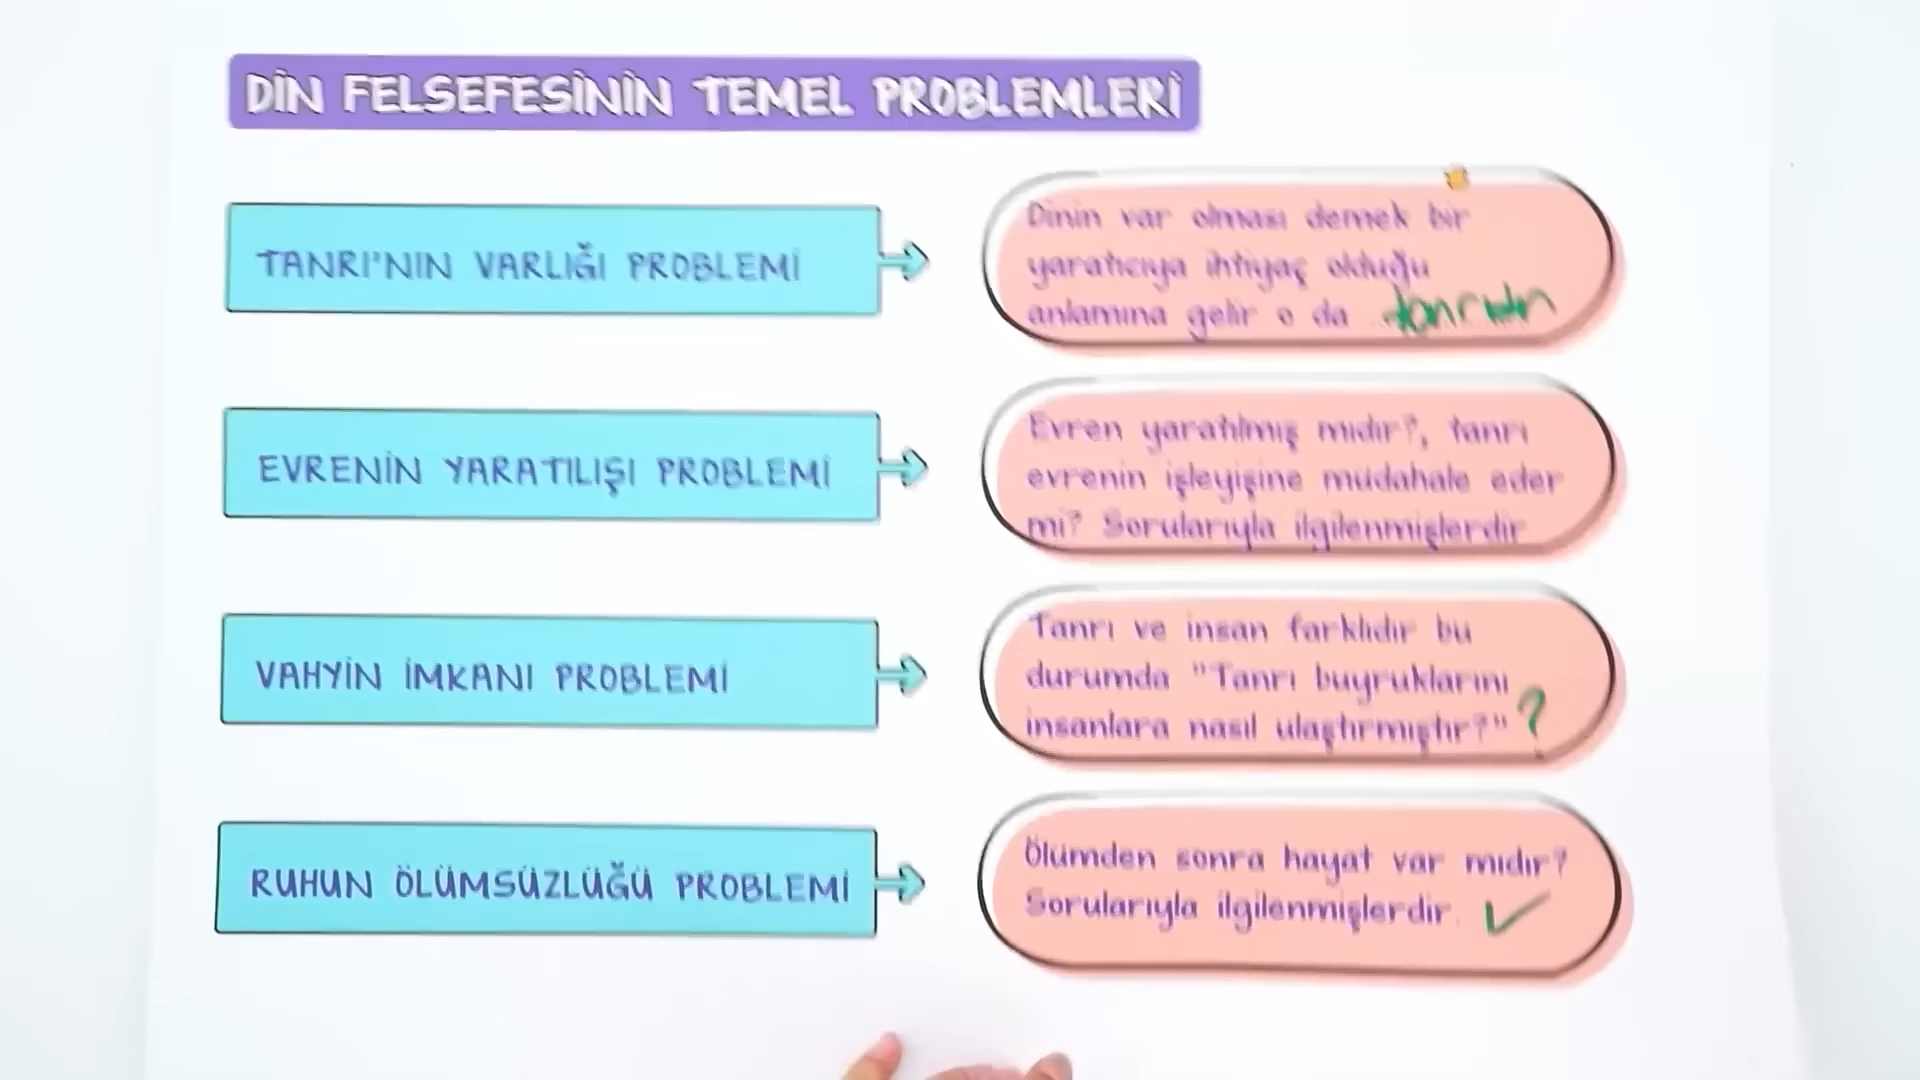 DİN FELSEFESİNİN TEMEL PROBLEMLERİ
TANRI'NIN VARLIĞI PROBLEMİ
Dinin var olması demek bir
yaratıcıya ihtiyaç olduğu
anlamına gelir o da tanrıdır
EVRENİN YARATILIŞI PROBLEMİ
Evren yaratılmış mıdır?, tanrı
evrenin işleyişine müdahale eder
mi? Sorularıyla ilgilenmişlerdir
VAHYİN İMKANI PROBLEMİ
Tanrı ve insan farklıdır bu
durumda "Tanrı buyruklarını
insanlara nasıl ulaştırmıştır?" ?
RUHUN ÖLÜMSÜZLÜĞÜ PROBLEMİ
Ölümden sonra hayat var mıdır?
Sorularıyla ilgilenmişlerdir.